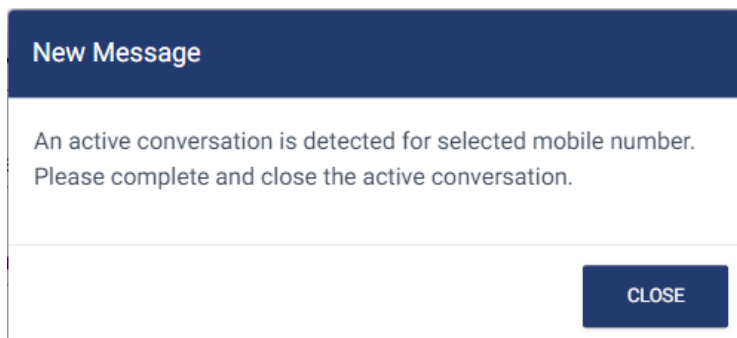 New Message
An active conversation is detected for selected mobile number.
Please complete and close the active conversation.
CLOSE